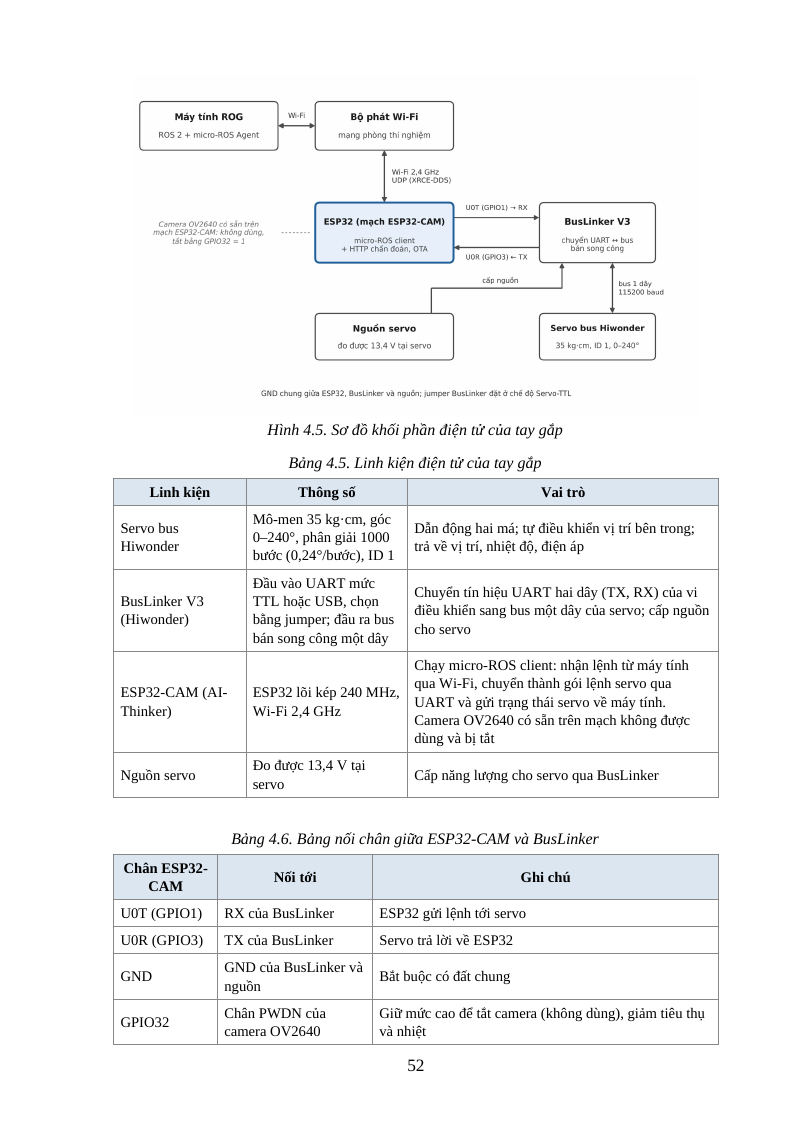 Máy tính ROG
ROS 2 + micro-ROS Agent
Wi-Fi
Bộ phát Wi-Fi
mạng phòng thí nghiệm
Wi-Fi 2,4 GHz
UDP (XRCE-DDS)
Camera OV2640 có sẵn trên
mạch ESP32-CAM: không dùng,
tắt bằng GPIO32 = 1
ESP32 (mạch ESP32-CAM)
micro-ROS client
+ HTTP chẩn đoán, OTA
U0T (GPIO1) → RX
U0R (GPIO3) ← TX
BusLinker V3
chuyển UART ↔ bus
bán song công
cấp nguồn
bus 1 dây
115200 baud
Nguồn servo
đo được 13,4 V tại servo
Servo bus Hiwonder
35 kg·cm, ID 1, 0–240°
GND chung giữa ESP32, BusLinker và nguồn; jumper BusLinker đặt ở chế độ Servo-TTL
Hình 4.5. Sơ đồ khối phần điện tử của tay gắp
Bảng 4.5. Linh kiện điện tử của tay gắp
Linh kiện
Thông số
Vai trò
Servo bus
Hiwonder
Mô-men 35 kg·cm, góc
0–240°, phân giải 1000
bước (0,24°/bước), ID 1
Dẫn động hai má; tự điều khiển vị trí bên trong;
trả về vị trí, nhiệt độ, điện áp
BusLinker V3
(Hiwonder)
Đầu vào UART mức
TTL hoặc USB, chọn
bằng jumper; đầu ra bus
bán song công một dây
Chuyển tín hiệu UART hai dây (TX, RX) của vi
điều khiển sang bus một dây của servo; cấp nguồn
cho servo
ESP32-CAM (AI-
Thinker)
ESP32 lõi kép 240 MHz,
Wi-Fi 2,4 GHz
Chạy micro-ROS client: nhận lệnh từ máy tính
qua Wi-Fi, chuyển thành gói lệnh servo qua
UART và gửi trạng thái servo về máy tính.
Camera OV2640 có sẵn trên mạch không được
dùng và bị tắt
Nguồn servo
Đo được 13,4 V tại
servo
Cấp năng lượng cho servo qua BusLinker
Bảng 4.6. Bảng nối chân giữa ESP32-CAM và BusLinker
Chân ESP32-
CAM
Nối tới
Ghi chú
U0T (GPIO1)
RX của BusLinker
ESP32 gửi lệnh tới servo
U0R (GPIO3)
TX của BusLinker
Servo trả lời về ESP32
GND
GND của BusLinker và
nguồn
Bắt buộc có đất chung
GPIO32
Chân PWDN của
camera OV2640
Giữ mức cao để tắt camera (không dùng), giảm tiêu thụ
và nhiệt
52